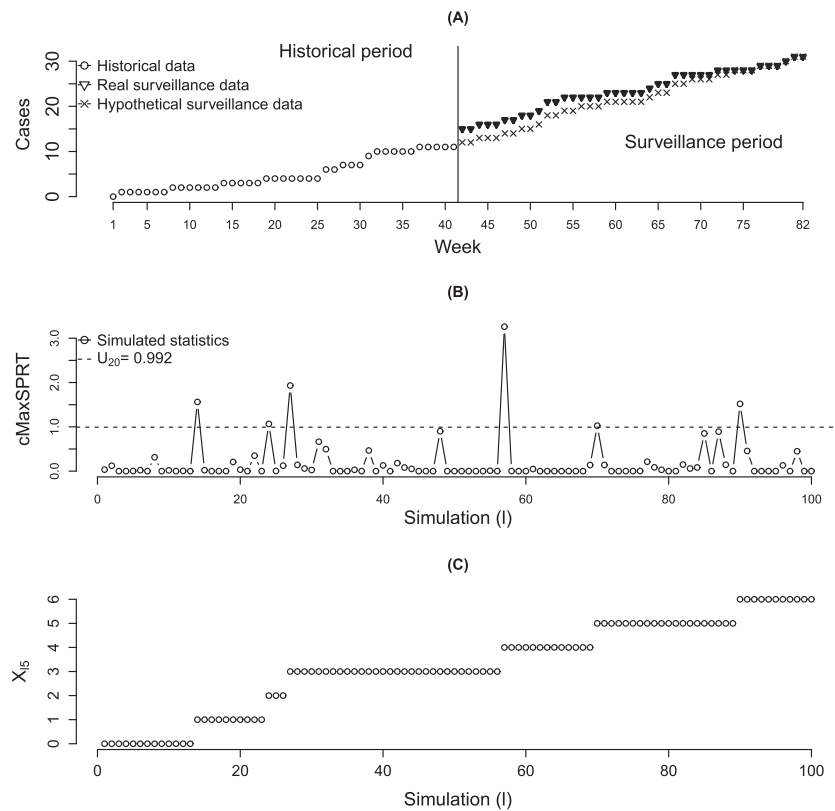 (A)
Historical period
Historical data
Real surveillance data
Hypothetical surveillance data
Surveillance period
Cases
0 10 20 30
1 5 10 15 20 25 30 35 40 45 50 55 60 65 70 75 82
Week
(B)
Simulated statistics
U20= 0.992
cMaxSPRT
0.0 1.0 2.0 3.0
0 20 40 60 80 100
Simulation (l)
(C)
Xl5
0 1 2 3 4 5 6
0 20 40 60 80 100
Simulation (l)